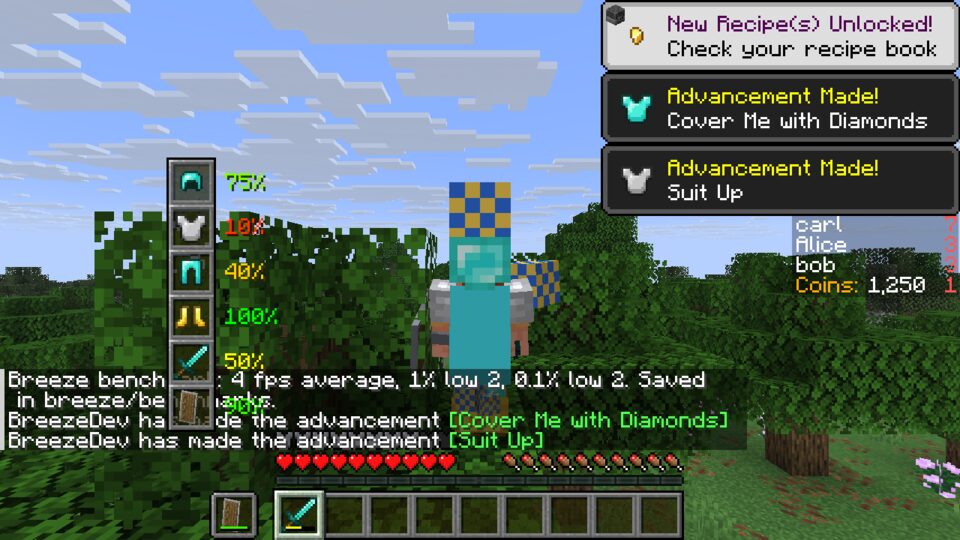 New Recipe(s) Unlocked!
Check your recipe book
Advancement Made!
Cover Me with Diamonds
Advancement Made!
Suit Up
75%
10%
40%
100%
50%
90%
carl
Alice
bob
Coins: 1,250 1
Breeze bench : 4 fps average, 1% low 2, 0.1% low 2. Saved
in breeze/be marks.
BreezeDev ha de the advancement [Cover Me with Diamonds]
BreezeDev has made the advancement [Suit Up]